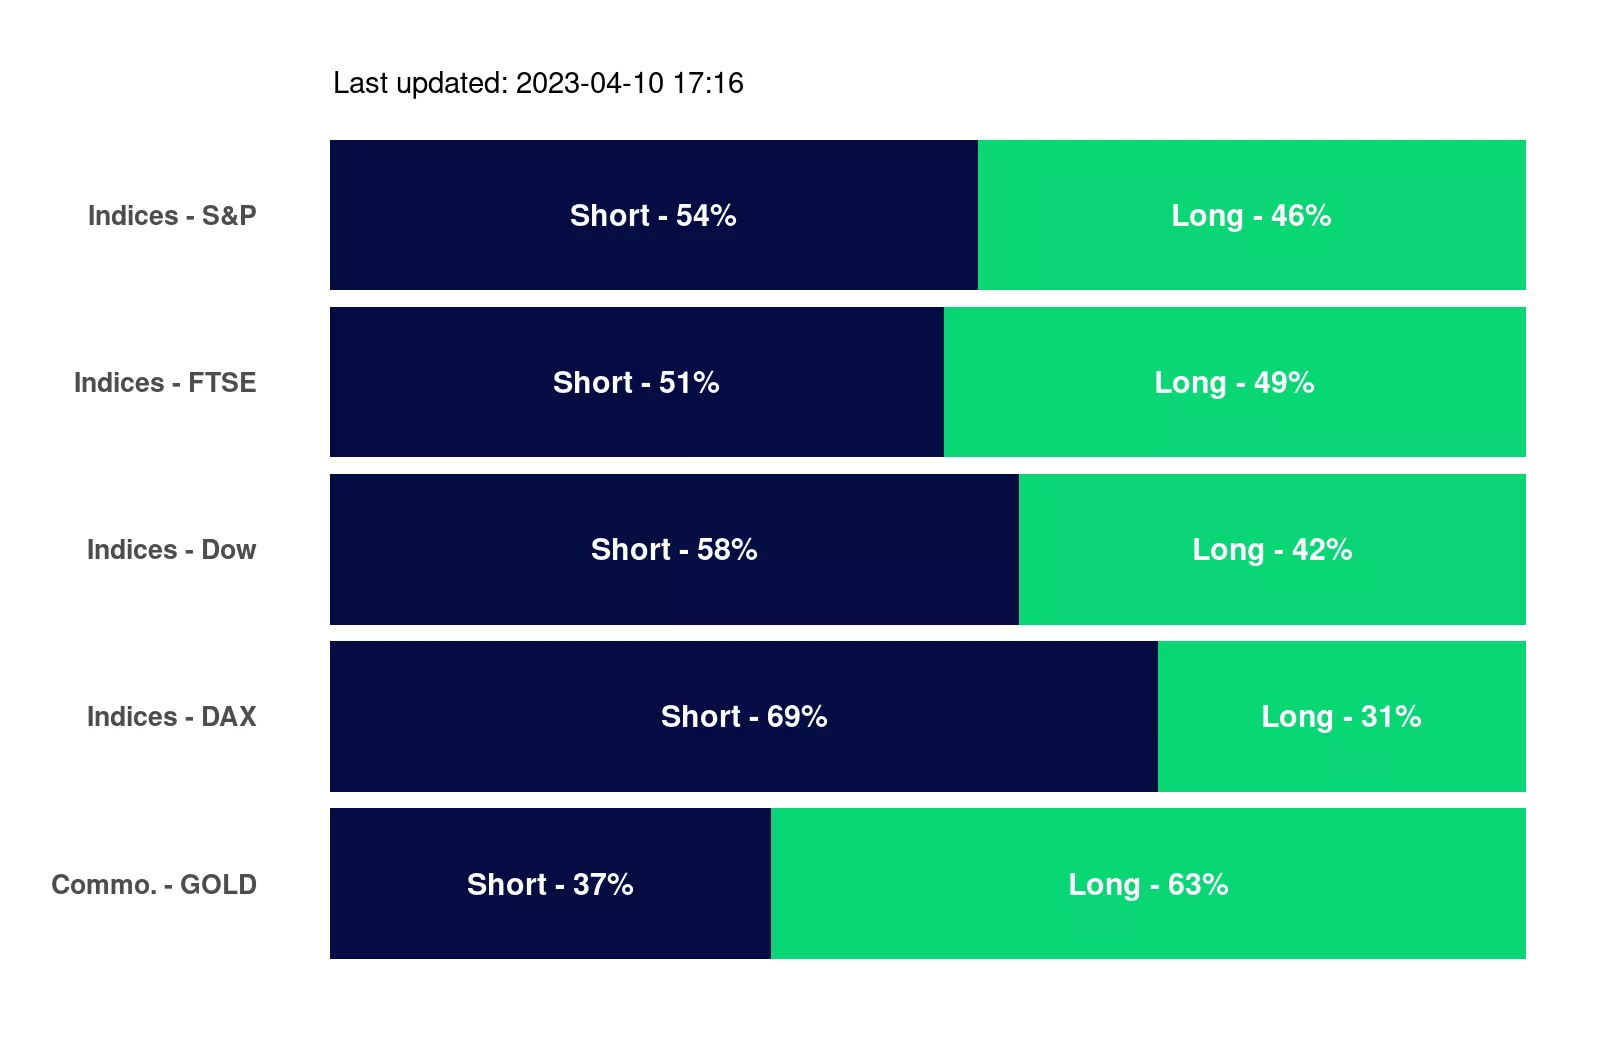 Last updated: 2023-04-10 17:16
Indices - S&P Short - 54% Long - 46%
Indices - FTSE Short - 51% Long - 49%
Indices - Dow Short - 58% Long - 42%
Indices - DAX Short - 69% Long - 31%
Commo. - GOLD Short - 37% Long - 63%